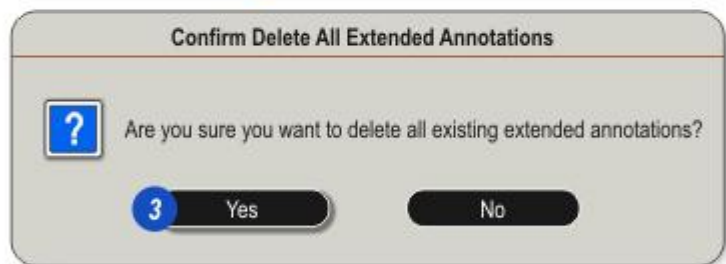 Confirm Delete All Extended Annotations
? Are you sure you want to delete all existing extended annotations?
3 Yes No